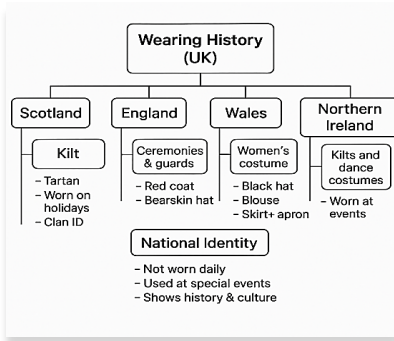 Wearing History
(UK)
Scotland
England
Wales
Northern
Ireland
Kilt
– Tartan
– Worn on
holidays
– Clan ID
Ceremonies
& guards
– Red coat
– Bearskin hat
Women's
costume
– Black hat
– Blouse
– Skirt+ apron
Kilts and
dance
costumes
– Worn at
events
National Identity
– Not worn daily
– Used at special events
– Shows history & culture